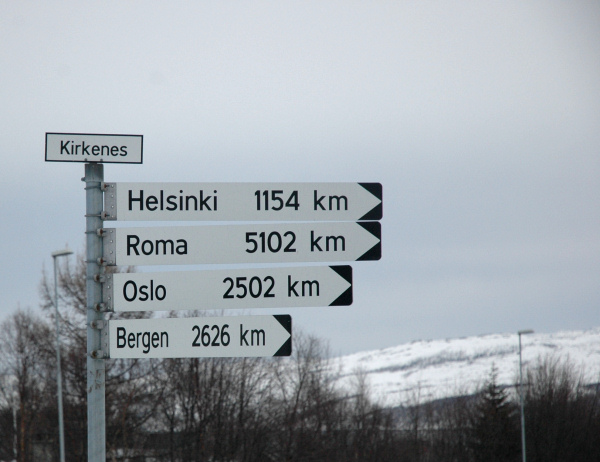 Kirkenes
Helsinki 1154 km
Roma 5102 km
Oslo 2502 km
Bergen 2626 km